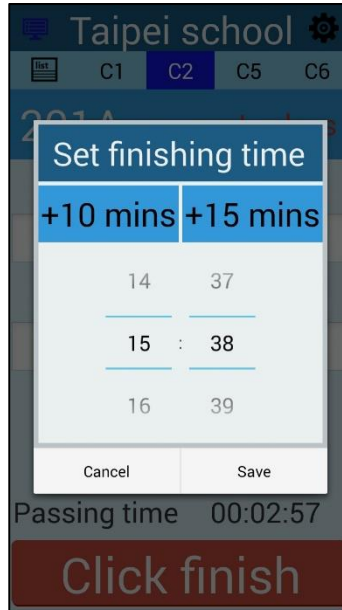 Taipei school
list C1 C2 C5 C6
Set finishing time
+10 mins +15 mins
14 37
15 : 38
16 39
Cancel Save
Passing time 00:02:57
Click finish